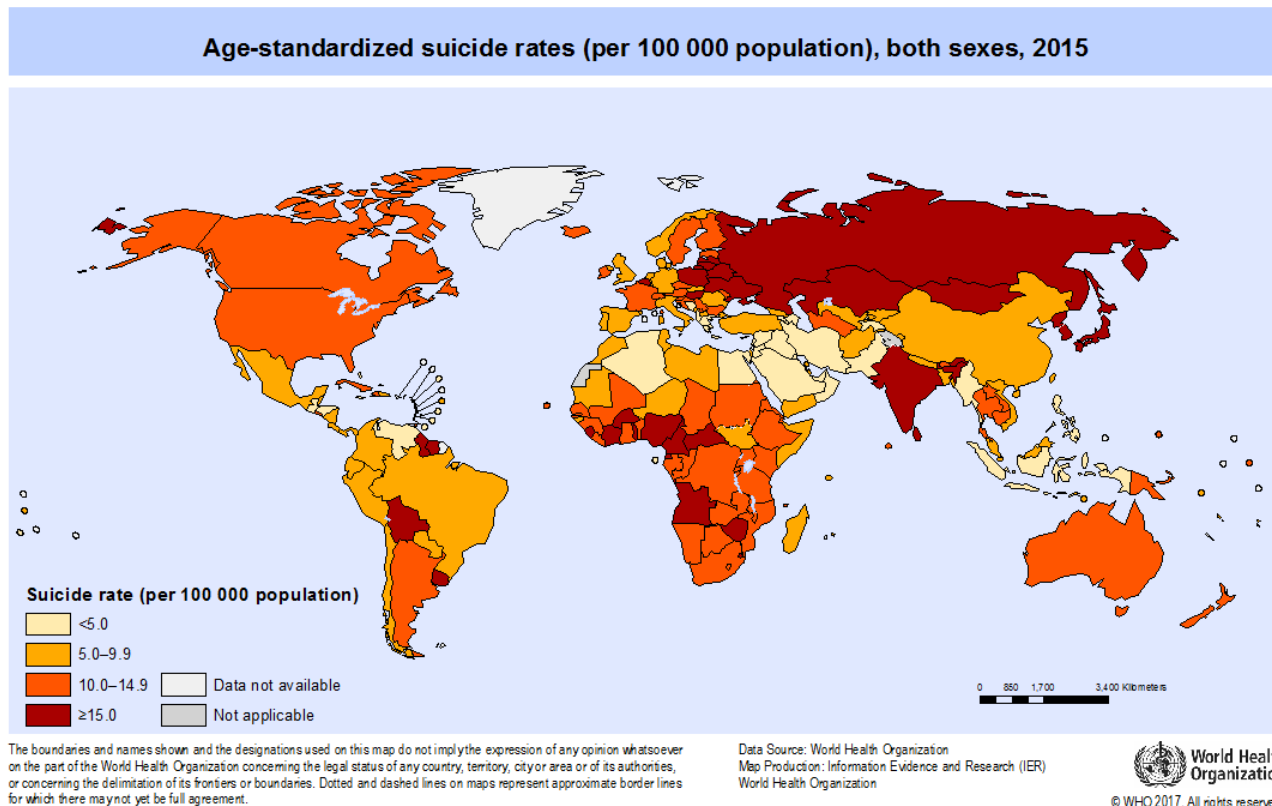 Age-standardized suicide rates (per 100 000 population), both sexes, 2015
Suicide rate (per 100 000 population)
<5.0
5.0–9.9
10.0–14.9
≥15.0
Data not available
Not applicable
0 850 1,700 3,400 Kilometers
The boundaries and names shown and the designations used on this map do not imply the expression of any opinion whatsoever
on the part of the World Health Organization concerning the legal status of any country, territory, city or area or of its authorities,
or concerning the delimitation of its frontiers or boundaries. Dotted and dashed lines on maps represent approximate border lines
for which there may not yet be full agreement.
Data Source: World Health Organization
Map Production: Information Evidence and Research (IER)
World Health Organization
World Heal
Organizatio
© WHO 2017. All rights reserve